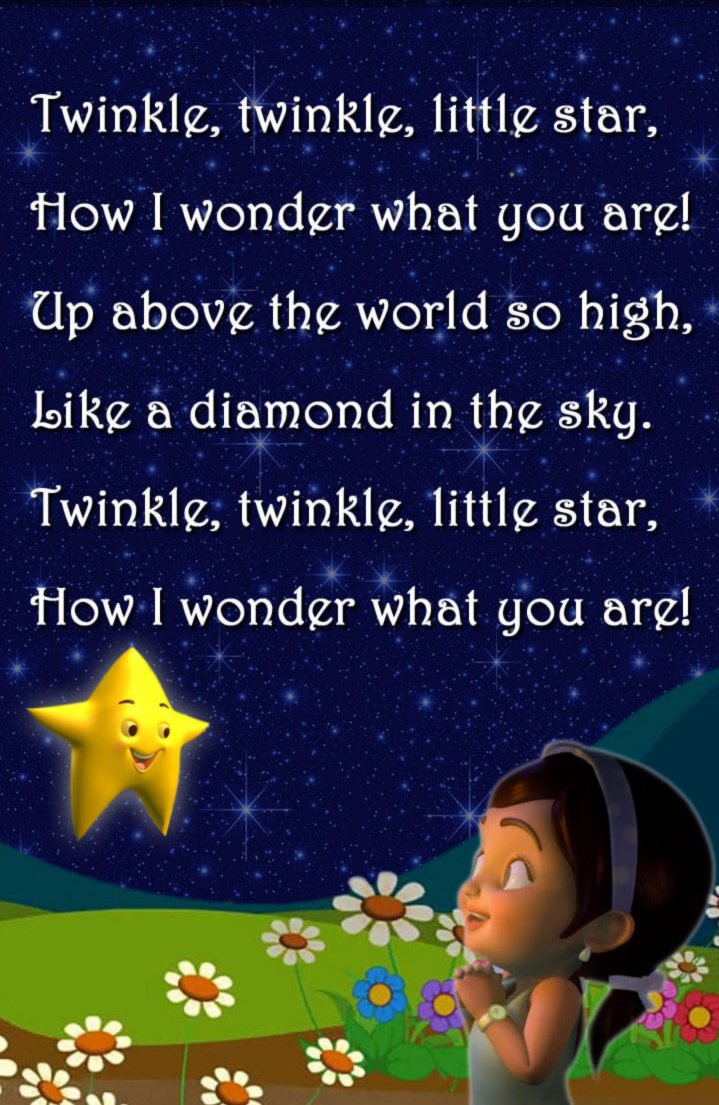 Twinkle, twinkle, little star,
How I wonder what you are!
Up above the world so high,
Like a diamond in the sky.
Twinkle, twinkle, little star,
How I wonder what you are!